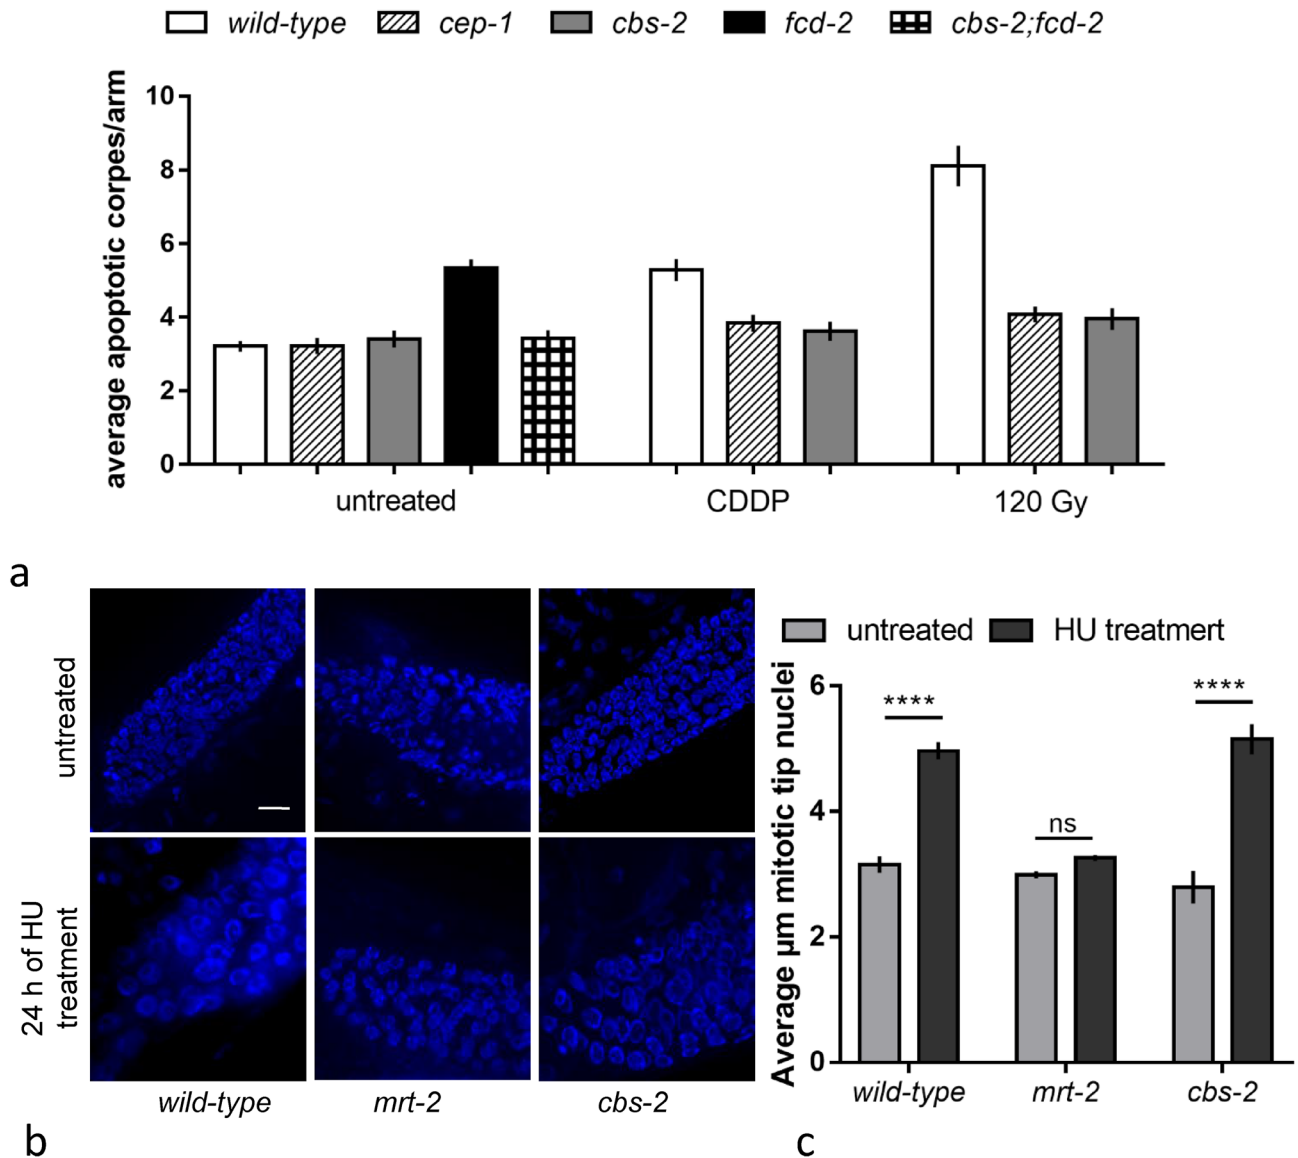 wild-type cep-1 cbs-2 fcd-2 cbs-2;fcd-2
average apoptotic corpes/arm
10
8
6
4
2
0
untreated CDDP 120 Gy
a
untreated
24 h of HU
treatment
wild-type mrt-2 cbs-2
b
untreated HU treatmert
Average µm mitotic tip nuclei
6
4
2
0
**** ns ****
wild-type mrt-2 cbs-2
c